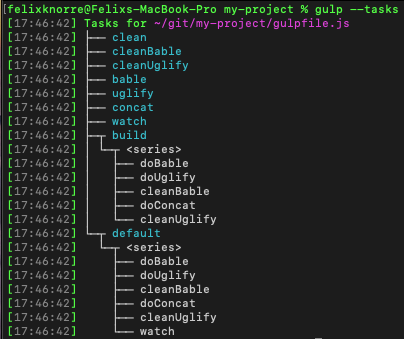 [felixknorre@Felixs-MacBook-Pro my-project % gulp --tasks
[17:46:42] Tasks for ~/git/my-project/gulpfile.js
[17:46:42] ├── clean
[17:46:42] ├── cleanBable
[17:46:42] ├── cleanUglify
[17:46:42] ├── bable
[17:46:42] ├── uglify
[17:46:42] ├── concat
[17:46:42] ├── watch
[17:46:42] ├─┬ build
[17:46:42] │ └─┬ <series>
[17:46:42] │   ├── doBable
[17:46:42] │   ├── doUglify
[17:46:42] │   ├── cleanBable
[17:46:42] │   ├── doConcat
[17:46:42] │   └── cleanUglify
[17:46:42] └─┬ default
[17:46:42]   └─┬ <series>
[17:46:42]     ├── doBable
[17:46:42]     ├── doUglify
[17:46:42]     ├── cleanBable
[17:46:42]     ├── doConcat
[17:46:42]     ├── cleanUglify
[17:46:42]     └── watch